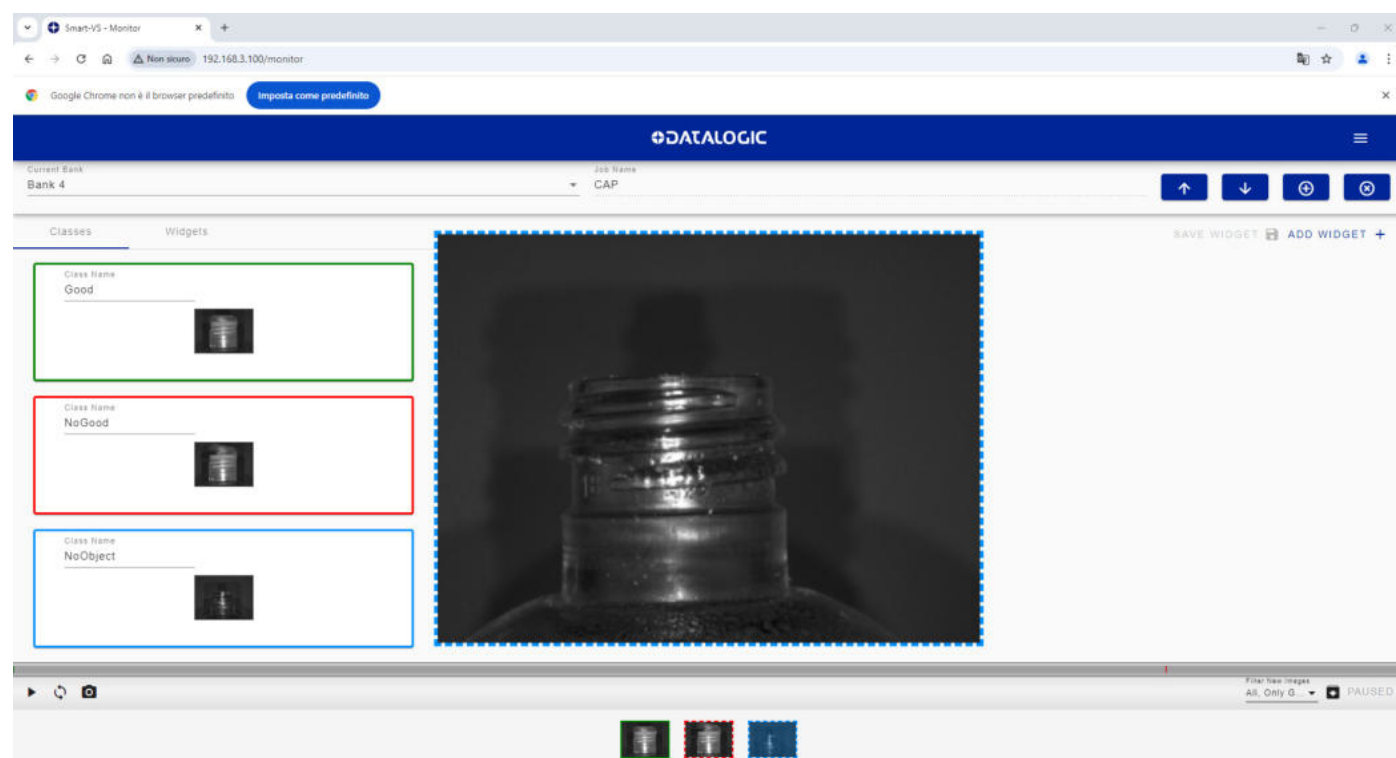 Smart-VS - Monitor
Non sicuro 192.168.3.100/monitor
Google Chrome non è il browser predefinito Imposta come predefinito
DATALOGIC
Current Bank Job Name
Bank 4 CAP
Classes Widgets SAVE WIDGET ADD WIDGET +
Class Name
Good
Class Name
NoGood
Class Name
NoObject
Filter New Images
All, Only G... PAUSED